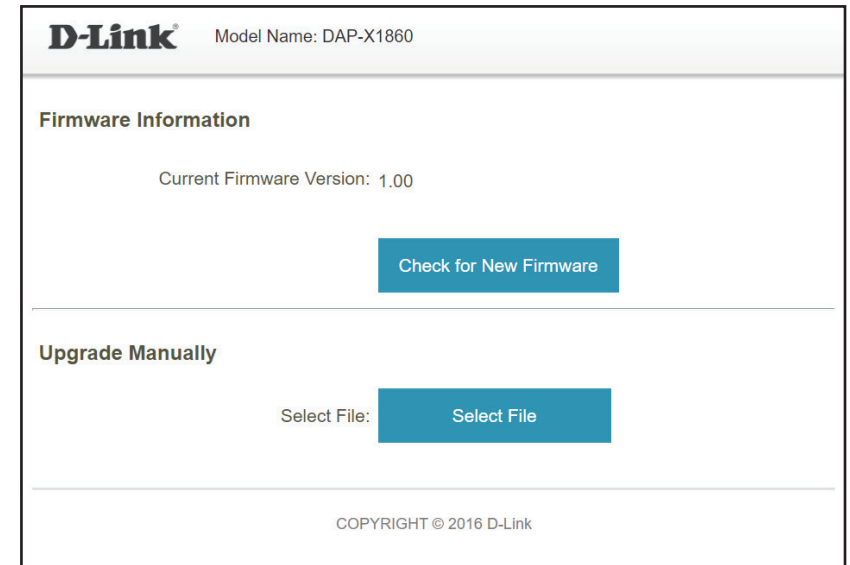 D-Link® Model Name: DAP-X1860
Firmware Information
Current Firmware Version: 1.00
Check for New Firmware
Upgrade Manually
Select File: Select File
COPYRIGHT © 2016 D-Link